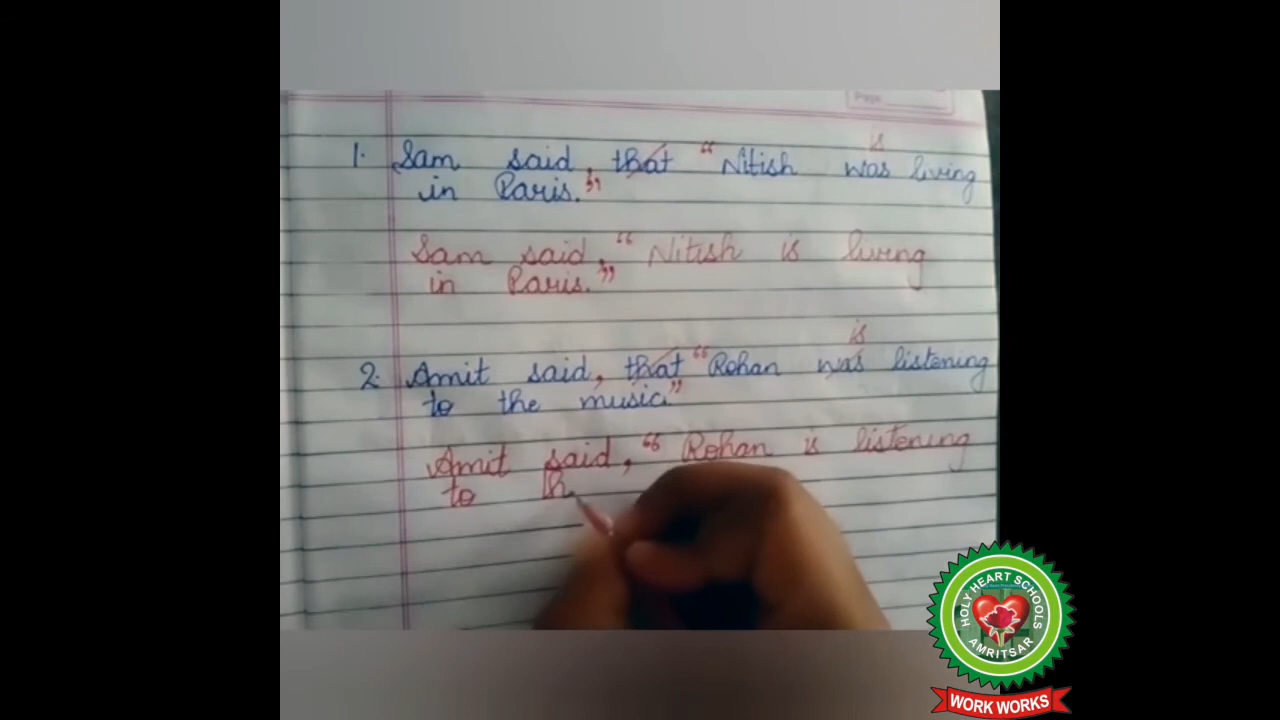 Page
is
1. Sam said, that “Nitish was living
in Paris.”
Sam said, “Nitish is living
in Paris.”
is
2. Amit said, that “Rohan was listening
to the music”
Amit said, “Rohan is listening
to th
HOLY HEART SCHOOLS
AMRITSAR
WORK WORKS